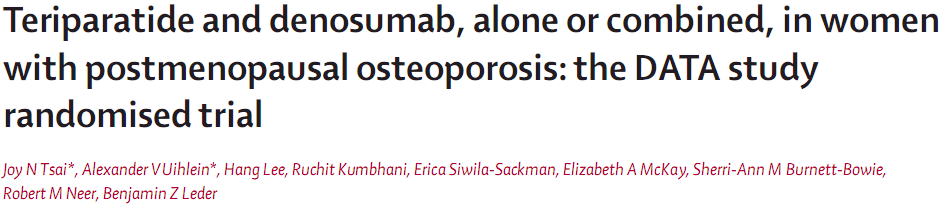 Teriparatide and denosumab, alone or combined, in women
with postmenopausal osteoporosis: the DATA study
randomised trial
Joy N Tsai*, Alexander V Uihlein*, Hang Lee, Ruchit Kumbhani, Erica Siwila-Sackman, Elizabeth A McKay, Sherri-Ann M Burnett-Bowie,
Robert M Neer, Benjamin Z Leder